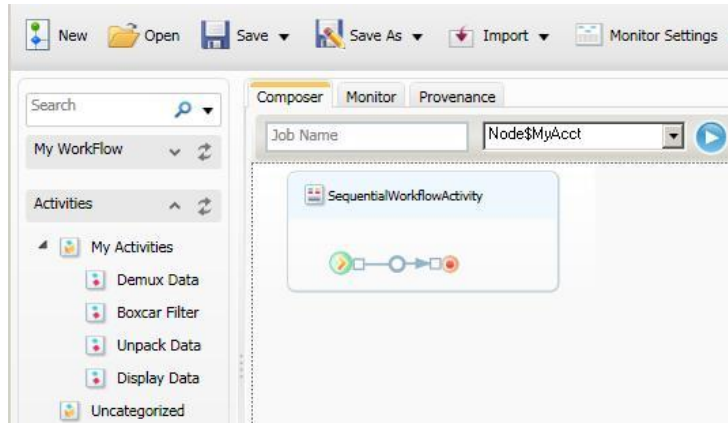 New Open Save Save As Import Monitor Settings
Search
My WorkFlow
Activities
My Activities
Demux Data
Boxcar Filter
Unpack Data
Display Data
Uncategorized
Composer Monitor Provenance
Job Name Node$MyAcct
SequentialWorkflowActivity